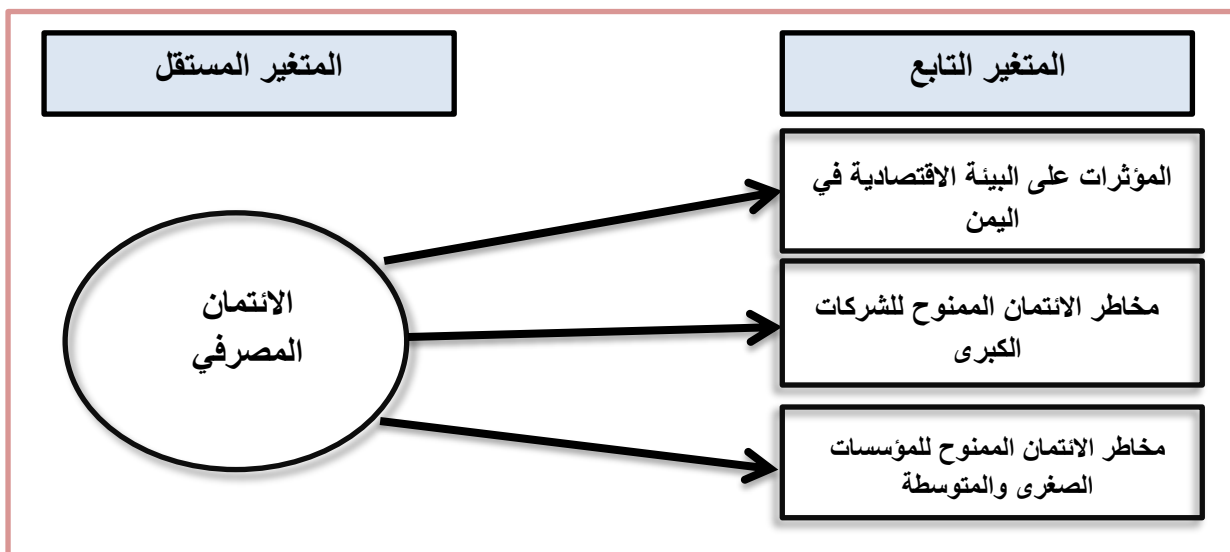 المتغير التابع
المتغير المستقل
المؤثرات على البيئة الاقتصادية في
اليمن
مخاطر الائتمان الممنوح للشركات
الكبرى
مخاطر الائتمان الممنوح للمؤسسات
الصغرى والمتوسطة
الائتمان
المصرفي